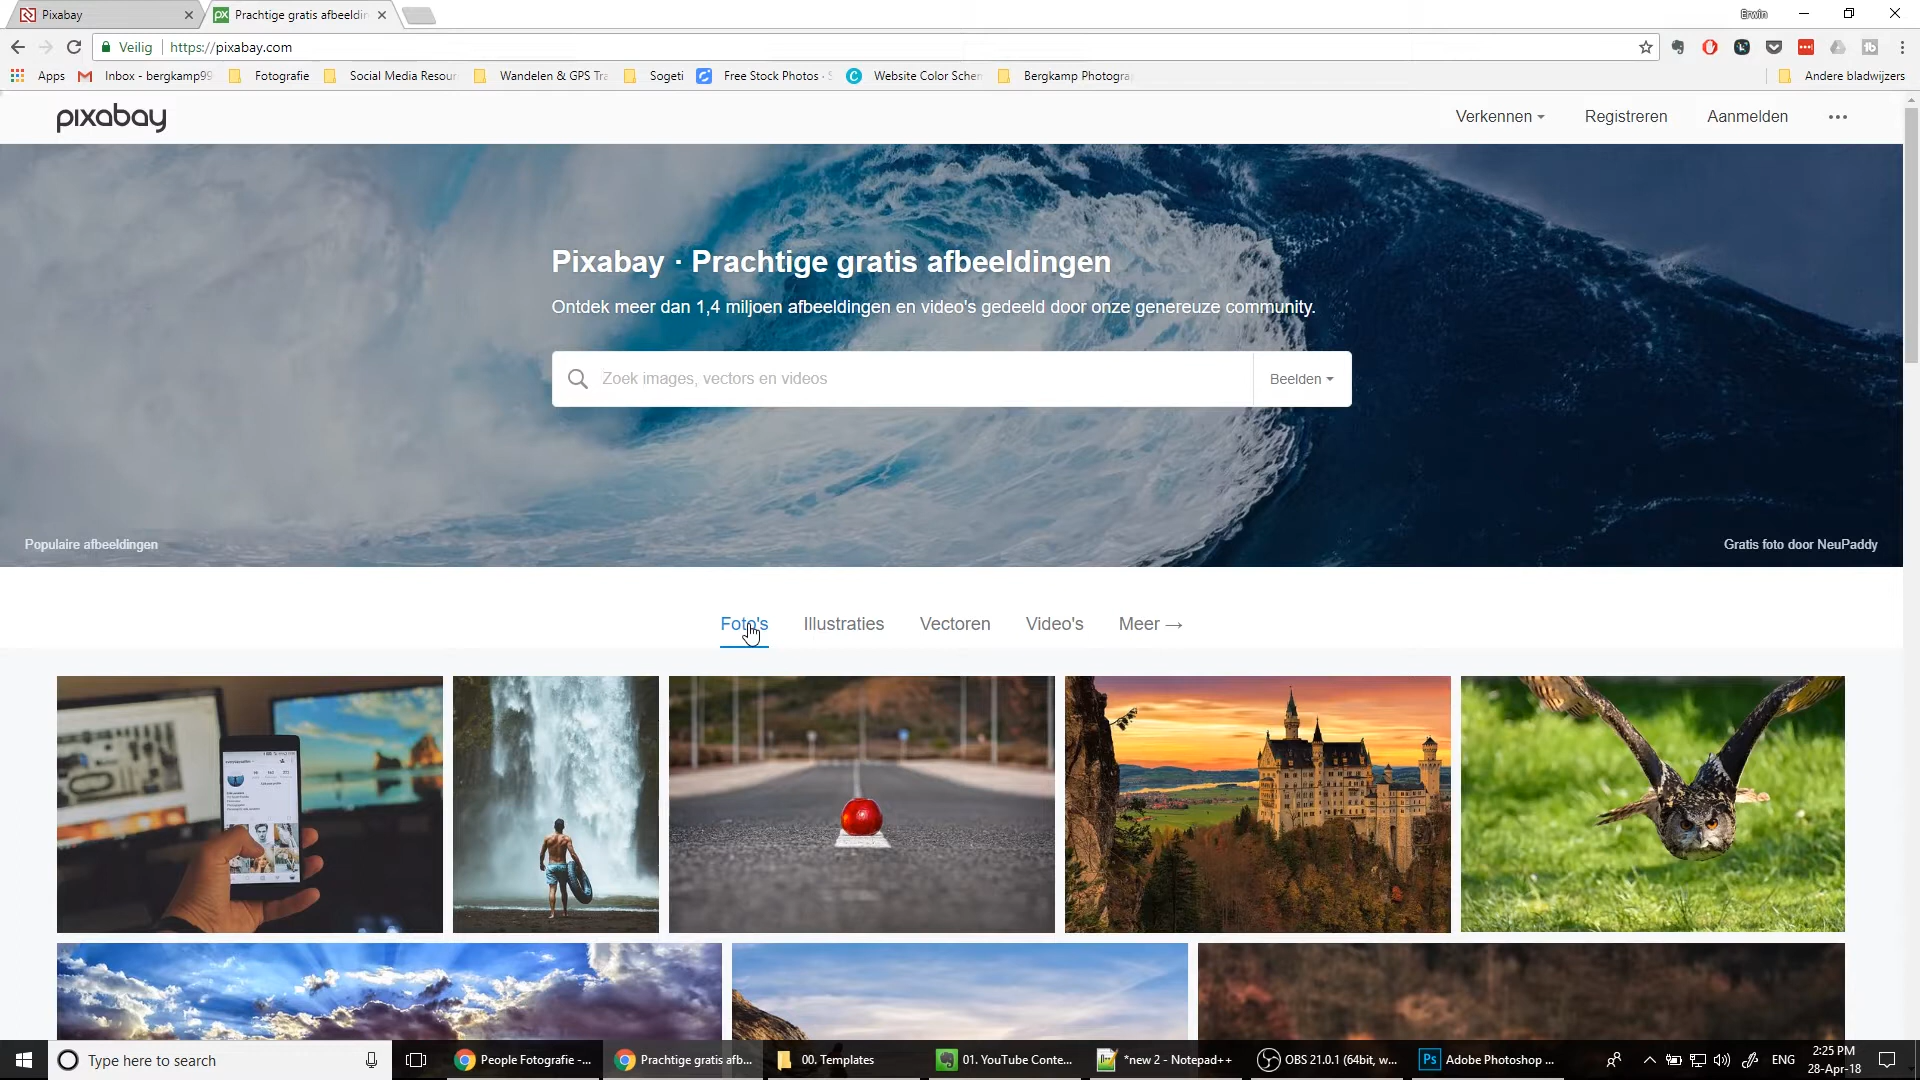 Pixabay
Prachtige gratis afbeeldin
Erwin
Veilig
https://pixabay.com
Apps
Inbox - bergkamp99
Fotografie
Social Media Resour
Wandelen & GPS Tra
Sogeti
Free Stock Photos - S
Website Color Schem
Bergkamp Photogra
Andere bladwijzers
pixabay
Verkennen
Registreren
Aanmelden
Pixabay · Prachtige gratis afbeeldingen
Ontdek meer dan 1,4 miljoen afbeeldingen en video's gedeeld door onze genereuze community.
Zoek images, vectors en videos
Beelden
Populaire afbeeldingen
Gratis foto door NeuPaddy
Foto's
Illustraties
Vectoren
Video's
Meer →
Type here to search
People Fotografie -...
Prachtige gratis afb...
00. Templates
01. YouTube Conte...
*new 2 - Notepad++
OBS 21.0.1 (64bit, w...
Ps
Adobe Photoshop ...
ENG
2:25 PM
28-Apr-18